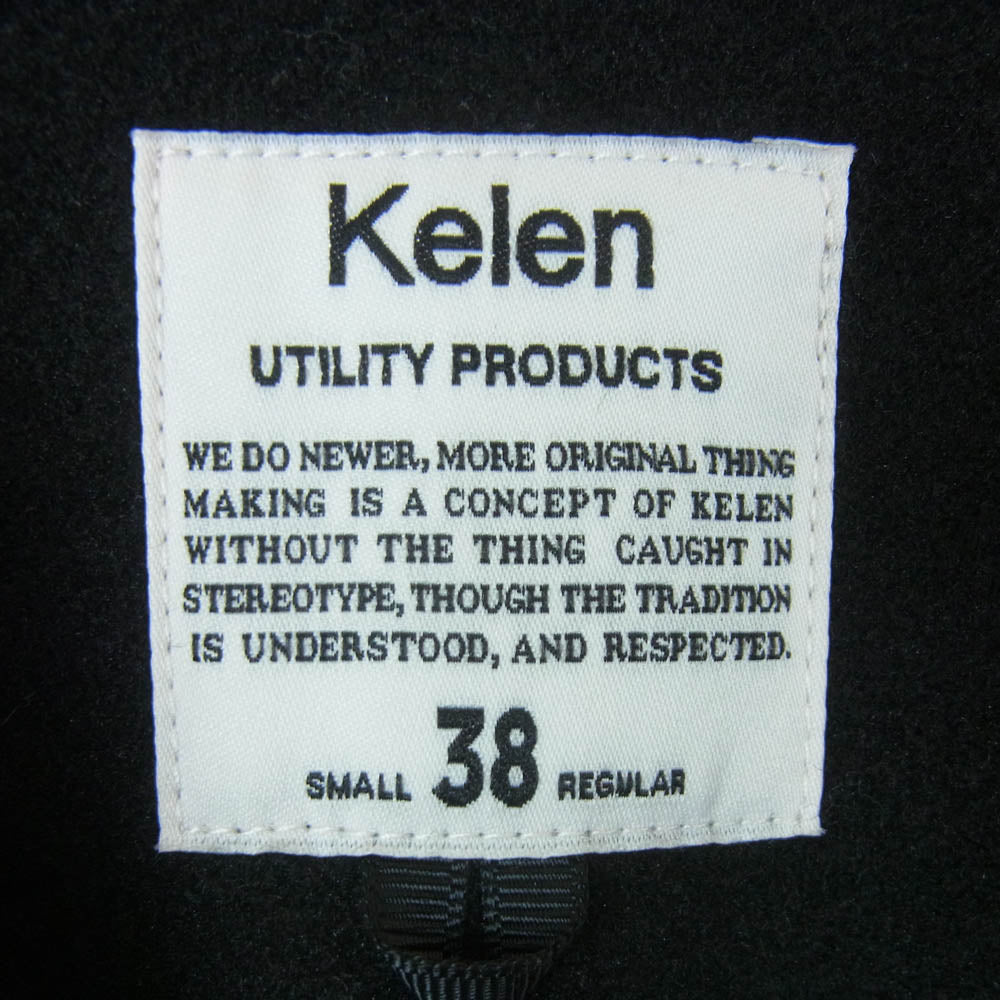 Kelen
UTILITY PRODUCTS
WE DO NEWER, MORE ORIGINAL THING
MAKING IS A CONCEPT OF KELEN
WITHOUT THE THING CAUGHT IN
STEREOTYPE, THOUGH THE TRADITION
IS UNDERSTOOD, AND RESPECTED.
SMALL 38 REGULAR